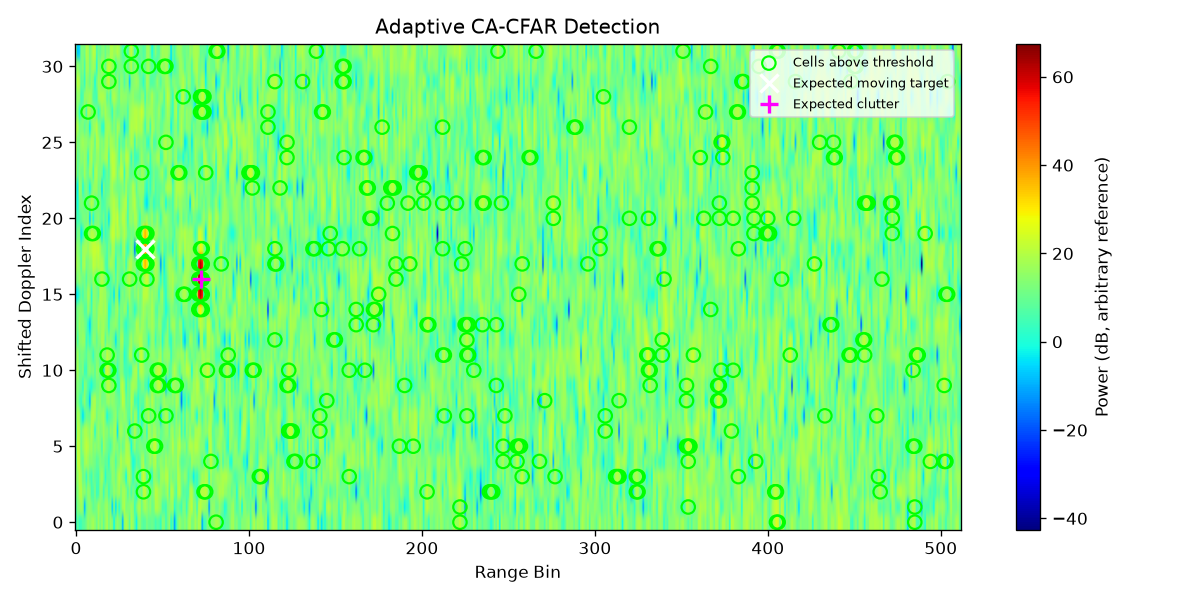 Adaptive CA-CFAR Detection
Cells above threshold
Expected moving target
Expected clutter
Shifted Doppler Index
30
25
20
15
10
5
0
0 100 200 300 400 500
Range Bin
60
40
20
0
−20
−40
Power (dB, arbitrary reference)